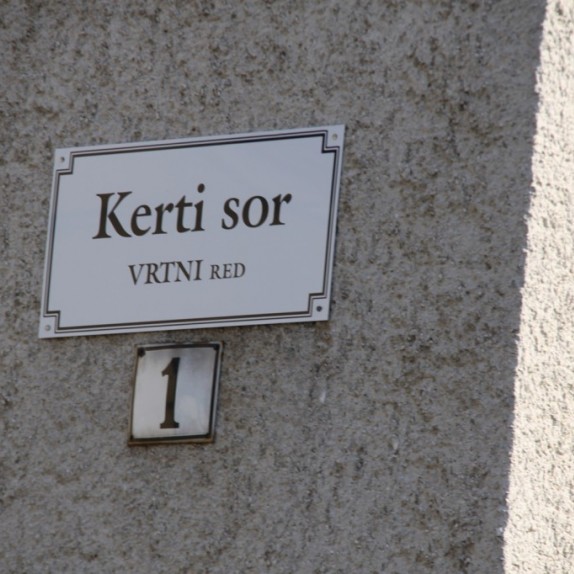 Kerti sor
VRTNI RED
1